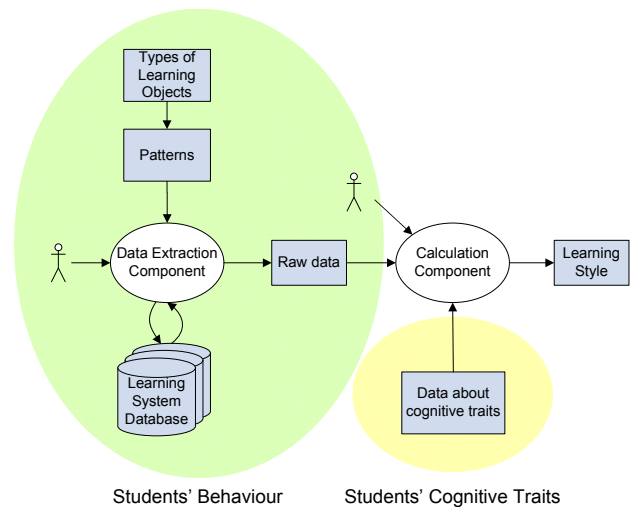 Types of
Learning
Objects
Patterns
Data Extraction
Component
Raw data
Calculation
Component
Learning
Style
Learning
System
Database
Data about
cognitive traits
Students' Behaviour
Students' Cognitive Traits